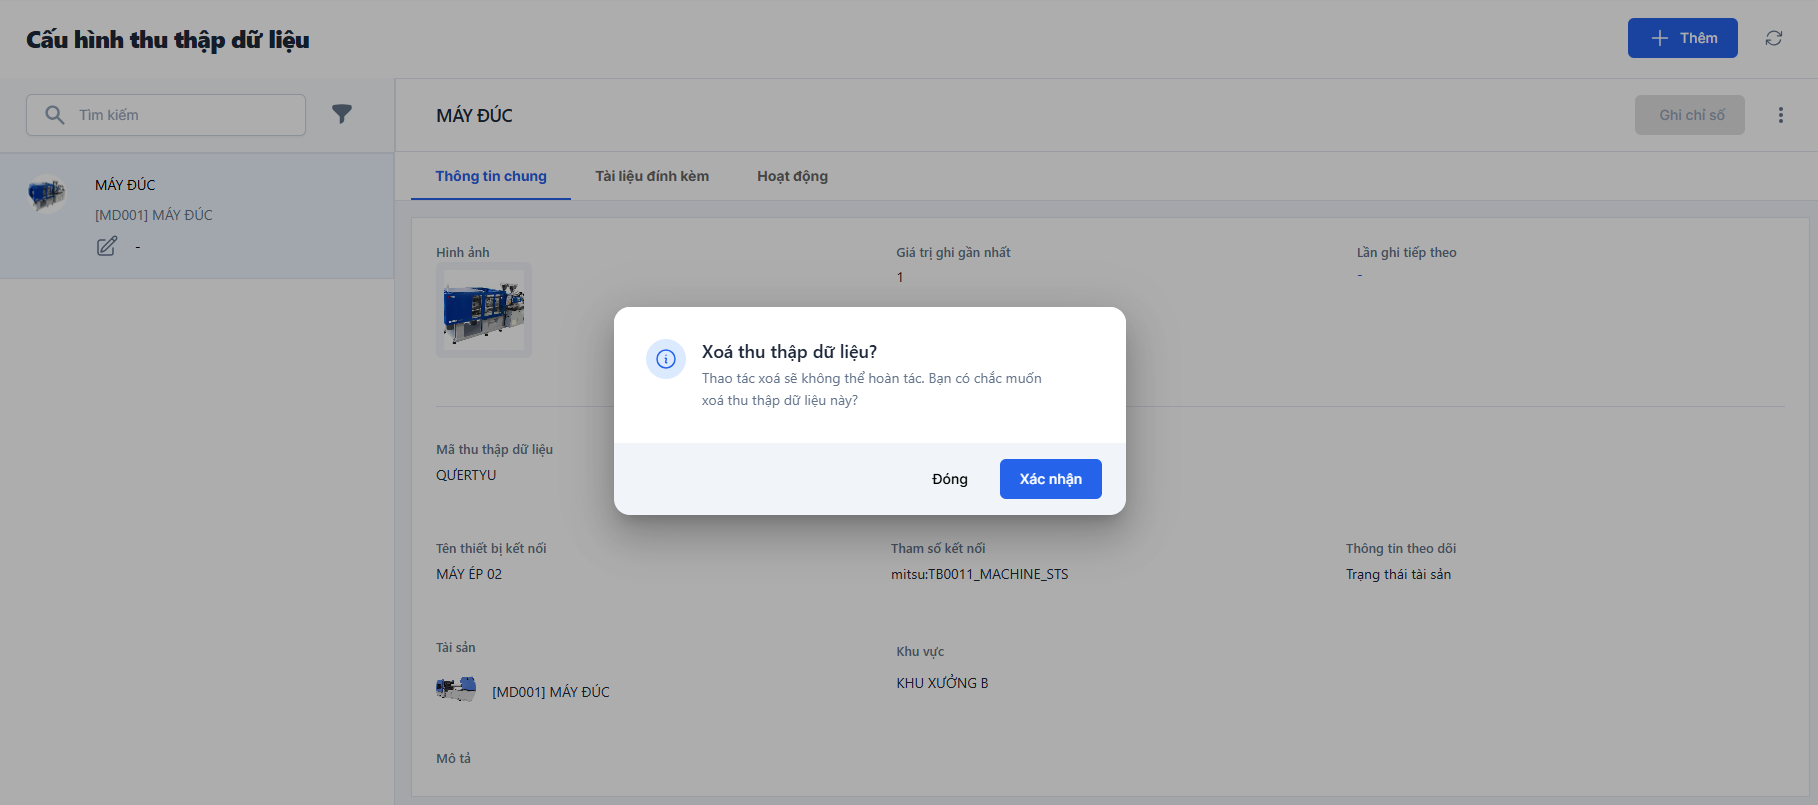 Cấu hình thu thập dữ liệu
Thêm
Tìm kiếm
MÁY ĐÚC
[MD001] MÁY ĐÚC
-
MÁY ĐÚC
Ghi chỉ số
Thông tin chung
Tài liệu đính kèm
Hoạt động
Hình ảnh
Giá trị ghi gần nhất
1
Lần ghi tiếp theo
-
Xoá thu thập dữ liệu?
Thao tác xoá sẽ không thể hoàn tác. Bạn có chắc muốn
xoá thu thập dữ liệu này?
Đóng
Xác nhận
Mã thu thập dữ liệu
QƯERTYU
Tên thiết bị kết nối
MÁY ÉP 02
Tham số kết nối
mitsu:TB0011_MACHINE_STS
Thông tin theo dõi
Trạng thái tài sản
Tài sản
[MD001] MÁY ĐÚC
Khu vực
KHU XƯỞNG B
Mô tả